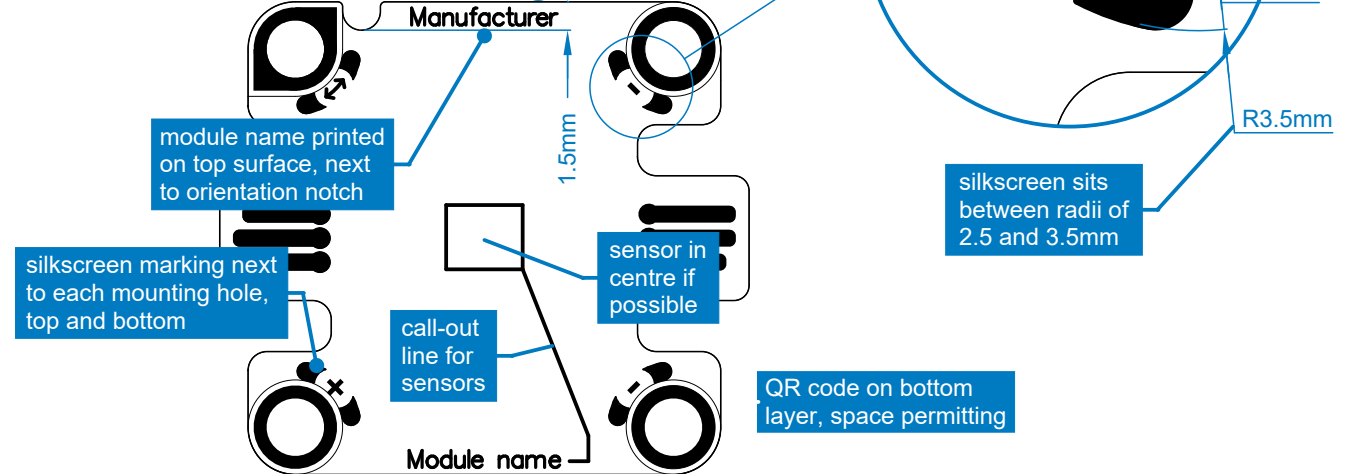 Manufacturer
module name printed
on top surface, next
to orientation notch
1.5mm
R3.5mm
silkscreen sits
between radii of
2.5 and 3.5mm
silkscreen marking next
to each mounting hole,
top and bottom
sensor in
centre if
possible
call-out
line for
sensors
QR code on bottom
layer, space permitting
Module name